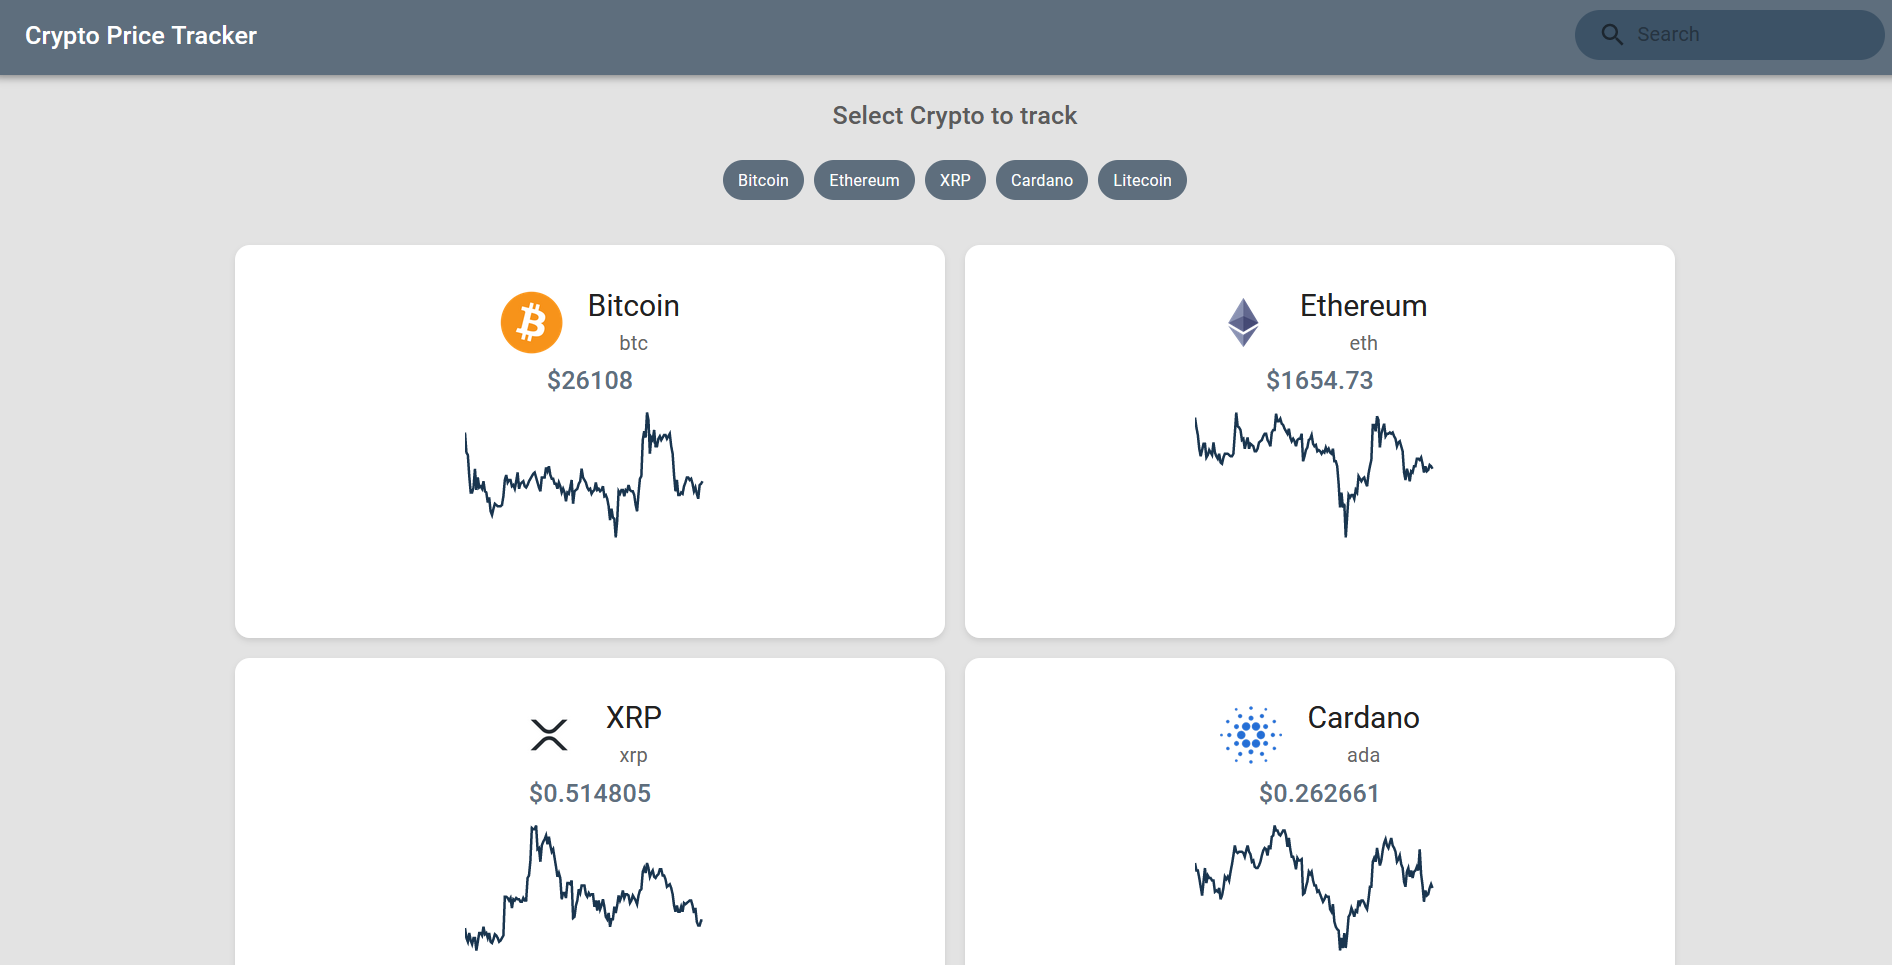 Crypto Price Tracker
Search
Select Crypto to track
Bitcoin Ethereum XRP Cardano Litecoin
Bitcoin
btc
$26108
Ethereum
eth
$1654.73
XRP
xrp
$0.514805
Cardano
ada
$0.262661